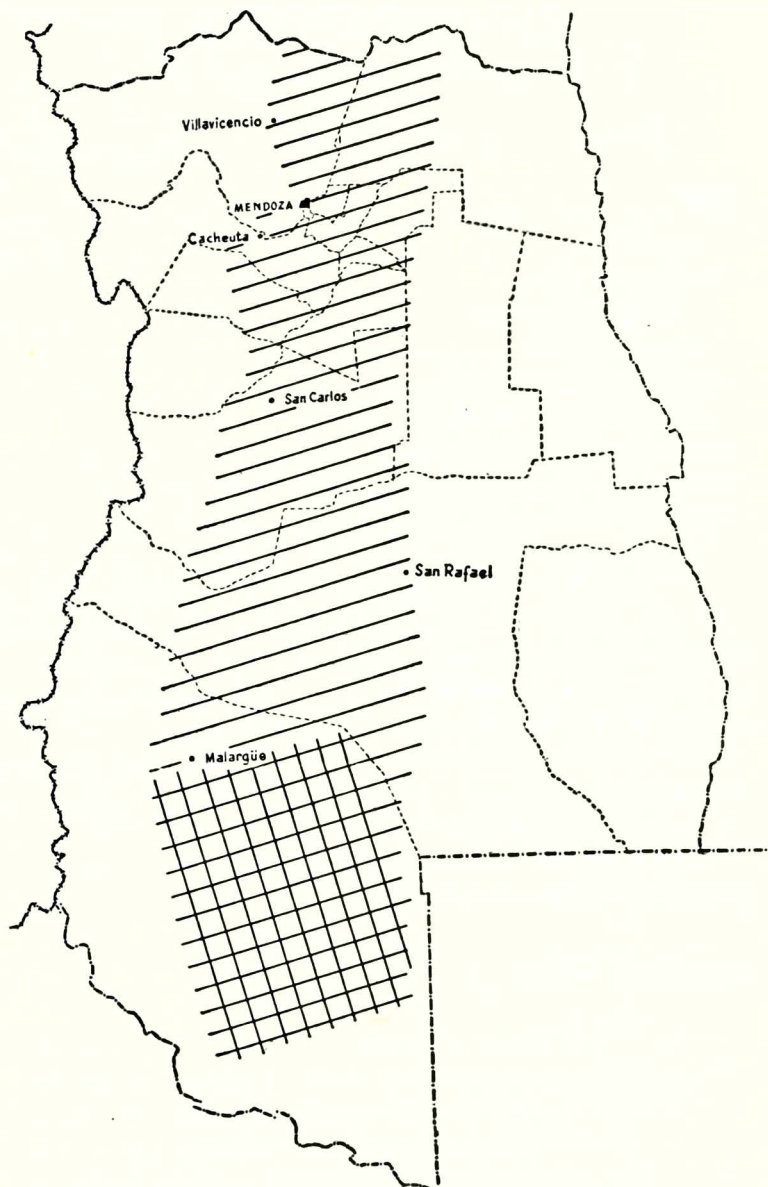 Villavicencio
MENDOZA
Cacheuta
San Carlos
San Rafael
Malargüe